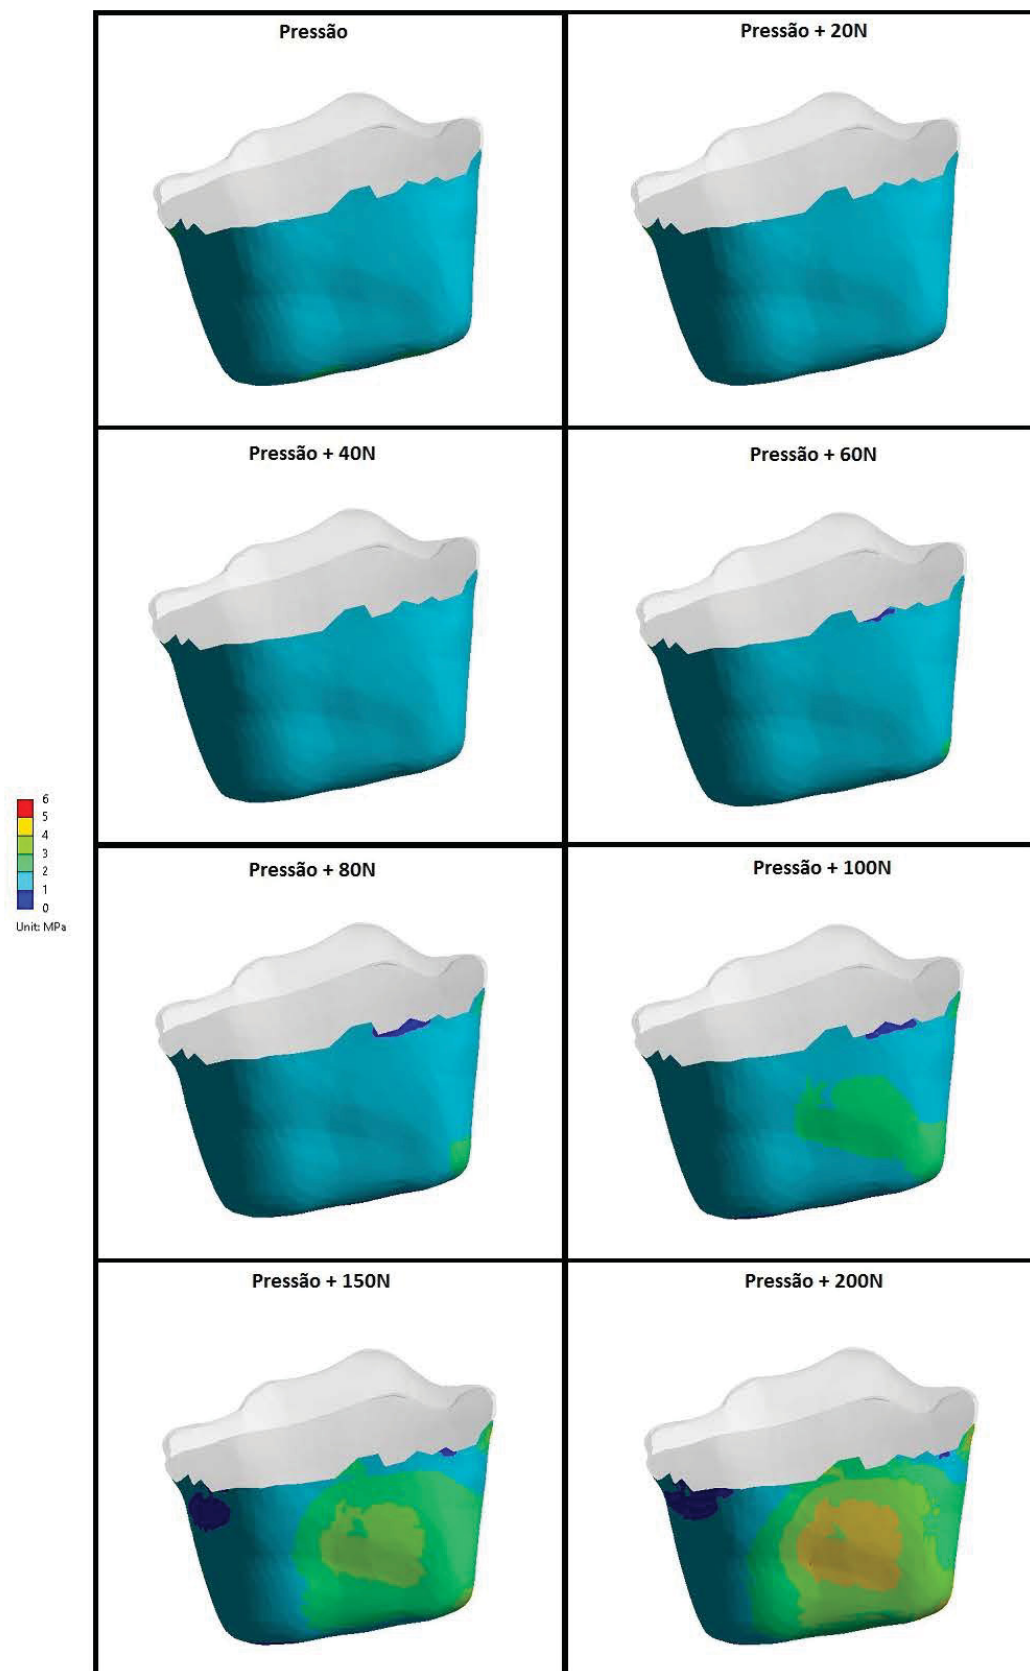 Pressão
Pressão + 20N
Pressão + 40N
Pressão + 60N
6
5
4
3
2
1
0
Unit: MPa
Pressão + 80N
Pressão + 100N
Pressão + 150N
Pressão + 200N